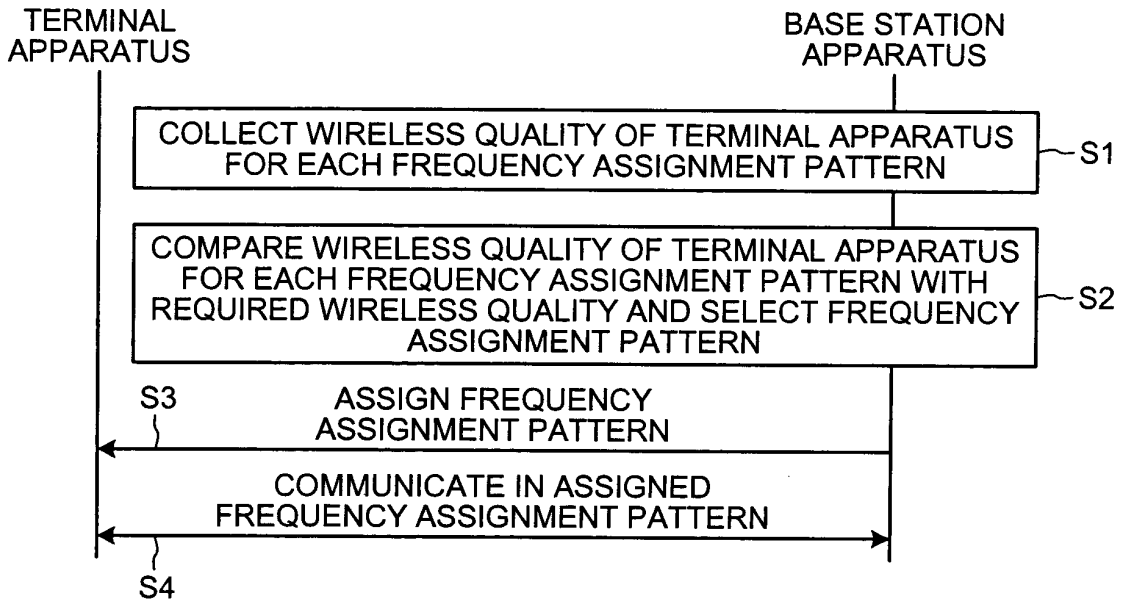 TERMINAL
APPARATUS
BASE STATION
APPARATUS
COLLECT WIRELESS QUALITY OF TERMINAL APPARATUS
FOR EACH FREQUENCY ASSIGNMENT PATTERN
S1
COMPARE WIRELESS QUALITY OF TERMINAL APPARATUS
FOR EACH FREQUENCY ASSIGNMENT PATTERN WITH
REQUIRED WIRELESS QUALITY AND SELECT FREQUENCY
ASSIGNMENT PATTERN
S2
S3
ASSIGN FREQUENCY
ASSIGNMENT PATTERN
COMMUNICATE IN ASSIGNED
FREQUENCY ASSIGNMENT PATTERN
S4